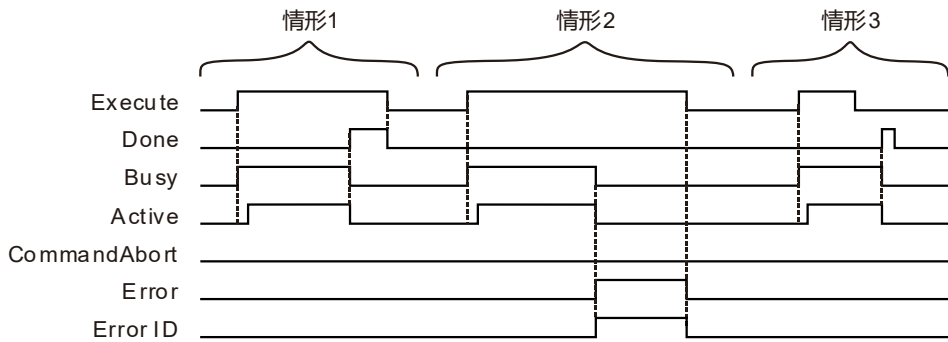 情形1 情形2 情形3
Execute
Done
Busy
Active
CommandAbort
Error
Error ID